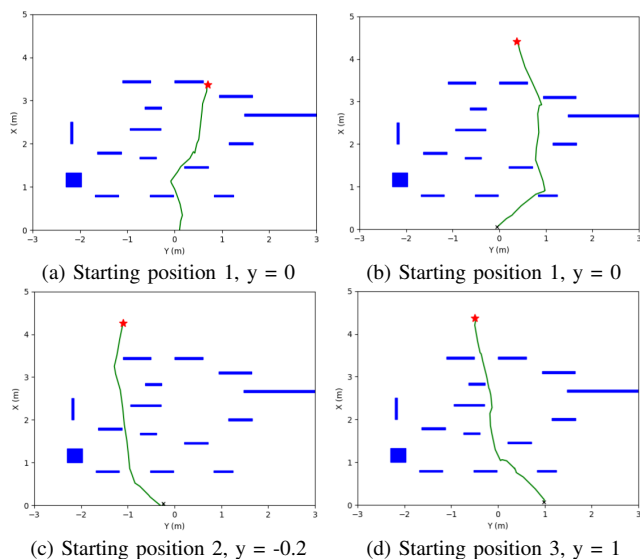 5
4
3
2
1
0
X (m)
−3 −2 −1 0 1 2 3
Y (m)
(a) Starting position 1, y = 0
5
4
3
2
1
0
X (m)
−3 −2 −1 0 1 2 3
Y (m)
(b) Starting position 1, y = 0
5
4
3
2
1
0
X (m)
−3 −2 −1 0 1 2 3
Y (m)
(c) Starting position 2, y = -0.2
5
4
3
2
1
0
X (m)
−3 −2 −1 0 1 2 3
Y (m)
(d) Starting position 3, y = 1